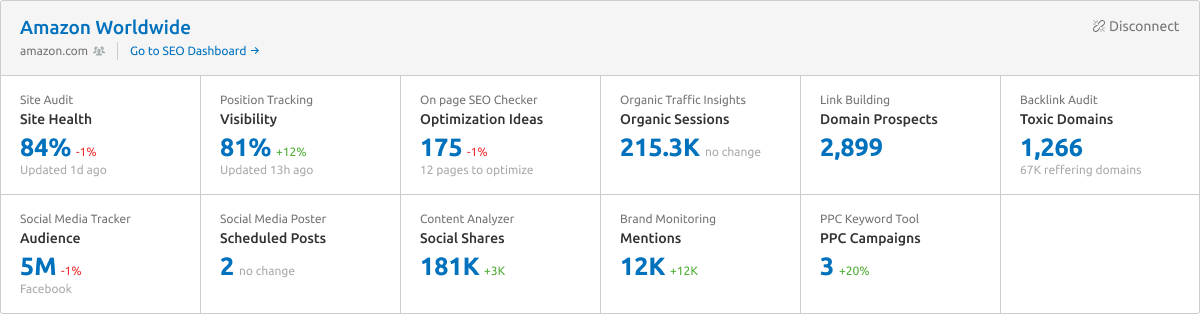 Amazon Worldwide
Disconnect
amazon.com
Go to SEO Dashboard →
Site Audit
Site Health
84% -1%
Updated 1d ago
Position Tracking
Visibility
81% +12%
Updated 13h ago
On page SEO Checker
Optimization Ideas
175 -1%
12 pages to optimize
Organic Traffic Insights
Organic Sessions
215.3K no change
Link Building
Domain Prospects
2,899
Backlink Audit
Toxic Domains
1,266
67K reffering domains
Social Media Tracker
Audience
5M -1%
Facebook
Social Media Poster
Scheduled Posts
2 no change
Content Analyzer
Social Shares
181K +3K
Brand Monitoring
Mentions
12K +12K
PPC Keyword Tool
PPC Campaigns
3 +20%